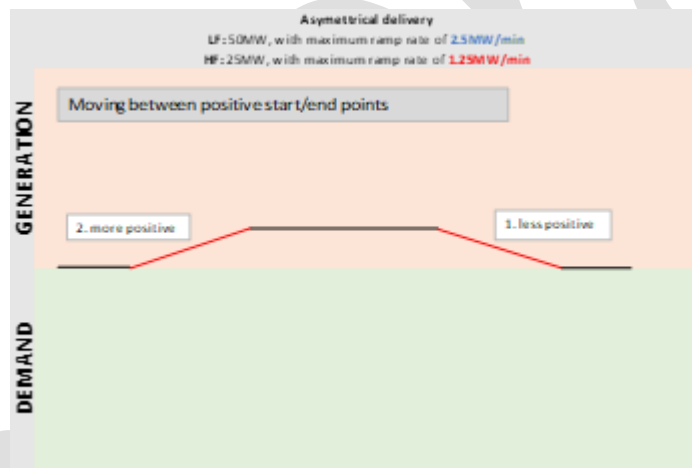 Asymettrical delivery
LF: 50MW, with maximum ramp rate of 2.5MW/min
HF: 25MW, with maximum ramp rate of 1.25MW/min
GENERATION
Moving between positive start/end points
2. more positive
1. less positive
DEMAND